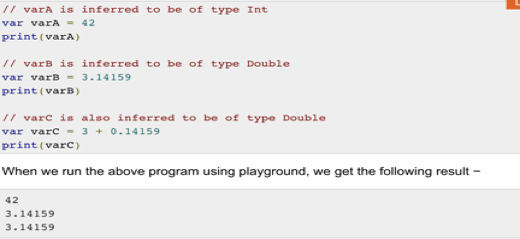 // varA is inferred to be of type Int
var varA = 42
print(varA)
// varB is inferred to be of type Double
var varB = 3.14159
print(varB)
// varC is also inferred to be of type Double
var varC = 3 + 0.14159
print(varC)
When we run the above program using playground, we get the following result −
42
3.14159
3.14159